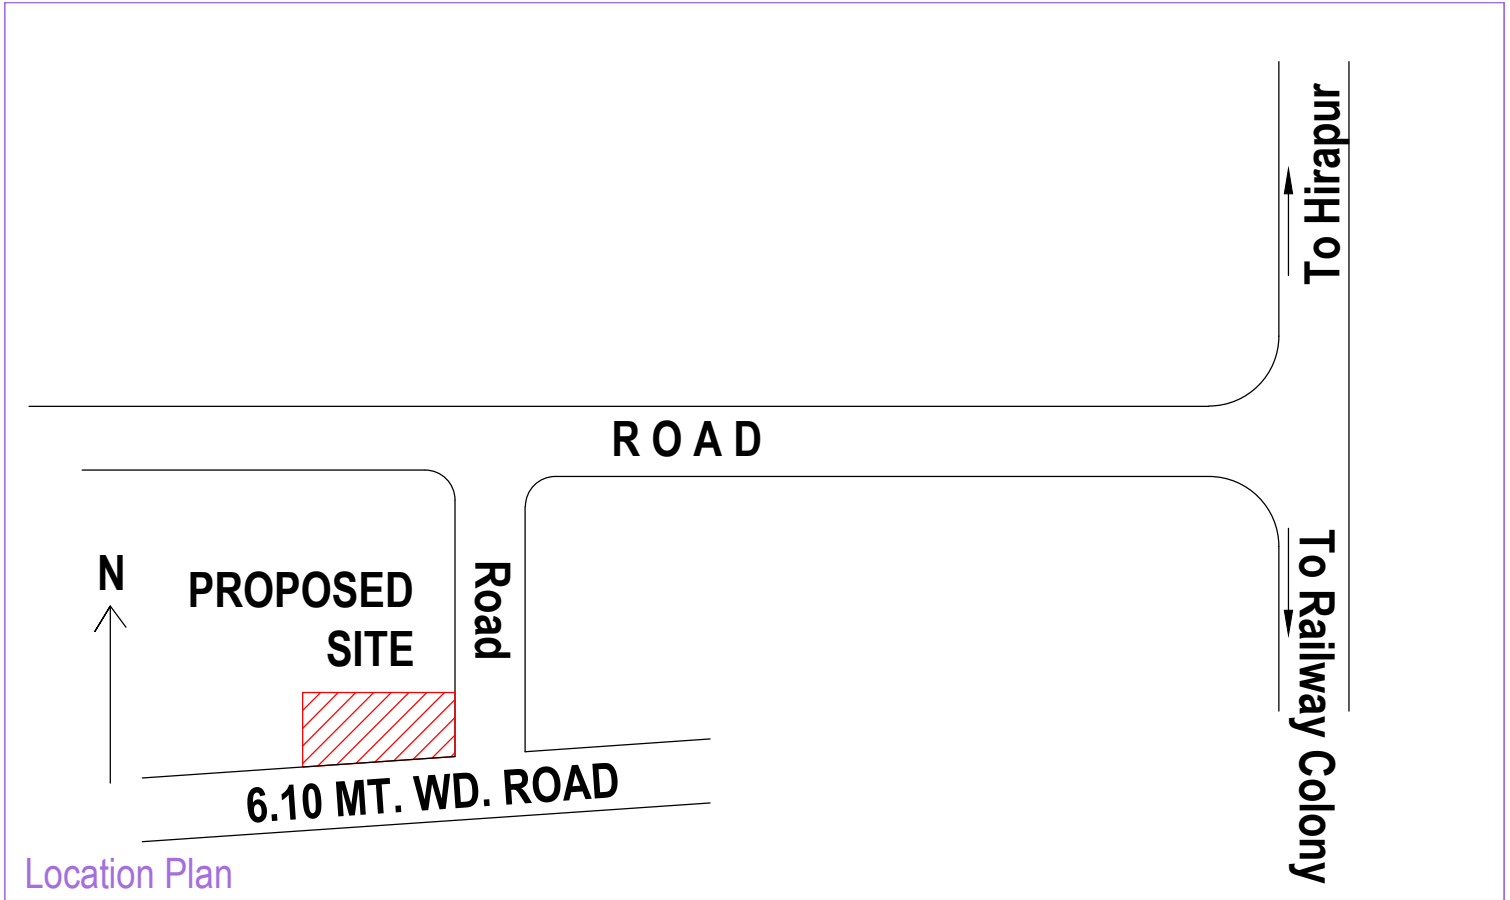 To Hirapur
ROAD
To Railway Colony
N
PROPOSED
SITE
Road
6.10 MT. WD. ROAD
Location Plan